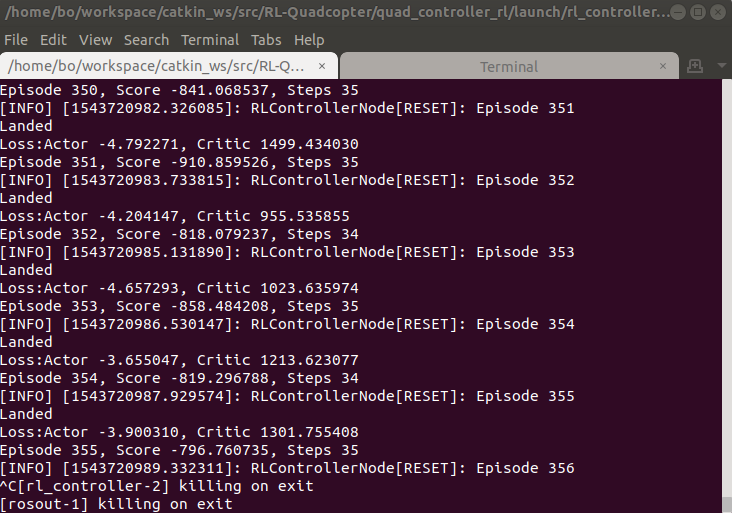 /home/bo/workspace/catkin_ws/src/RL-Quadcopter/quad_controller_rl/launch/rl_controller...
File Edit View Search Terminal Tabs Help
/home/bo/workspace/catkin_ws/src/RL-Q... × Terminal ×
Episode 350, Score -841.068537, Steps 35
[INFO] [1543720982.326085]: RLControllerNode[RESET]: Episode 351
Landed
Loss:Actor -4.792271, Critic 1499.434030
Episode 351, Score -910.859526, Steps 35
[INFO] [1543720983.733815]: RLControllerNode[RESET]: Episode 352
Landed
Loss:Actor -4.204147, Critic 955.535855
Episode 352, Score -818.079237, Steps 34
[INFO] [1543720985.131890]: RLControllerNode[RESET]: Episode 353
Landed
Loss:Actor -4.657293, Critic 1023.635974
Episode 353, Score -858.484208, Steps 35
[INFO] [1543720986.530147]: RLControllerNode[RESET]: Episode 354
Landed
Loss:Actor -3.655047, Critic 1213.623077
Episode 354, Score -819.296788, Steps 34
[INFO] [1543720987.929574]: RLControllerNode[RESET]: Episode 355
Landed
Loss:Actor -3.900310, Critic 1301.755408
Episode 355, Score -796.760735, Steps 35
[INFO] [1543720989.332311]: RLControllerNode[RESET]: Episode 356
^C[rl_controller-2] killing on exit
[rosout-1] killing on exit